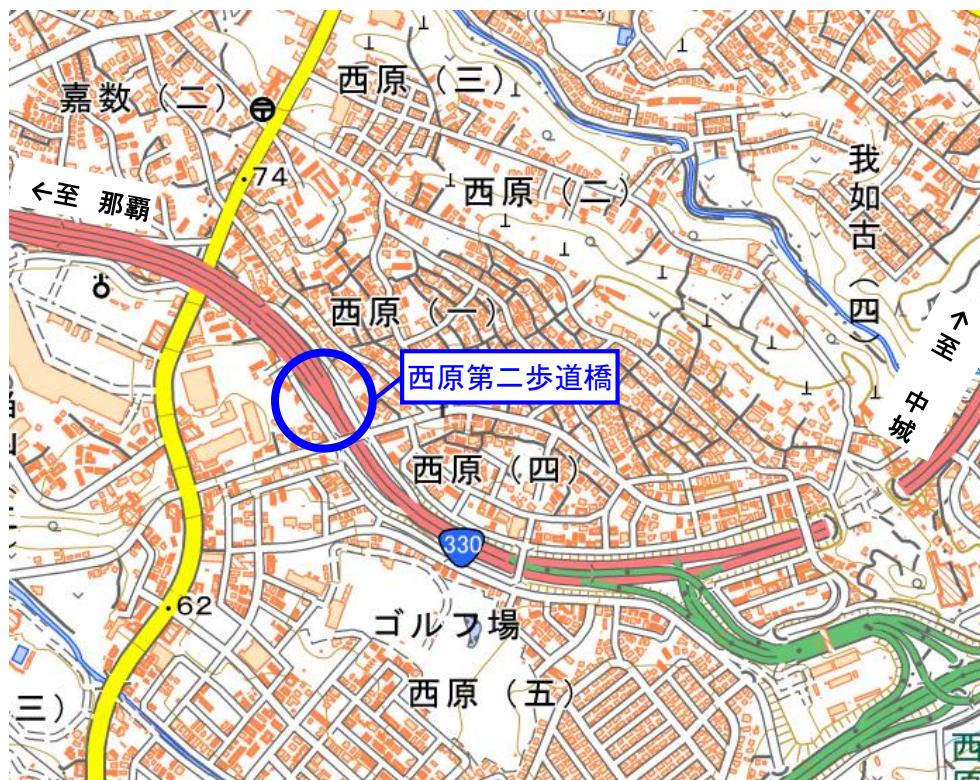 西原（三）
嘉数（二）
74
我如古（四）
西原（二）
←至 那覇
西原（一）
←至 中城
西原第二歩道橋
西原（四）
330
62
ゴルフ場
西原（五）
三）
西